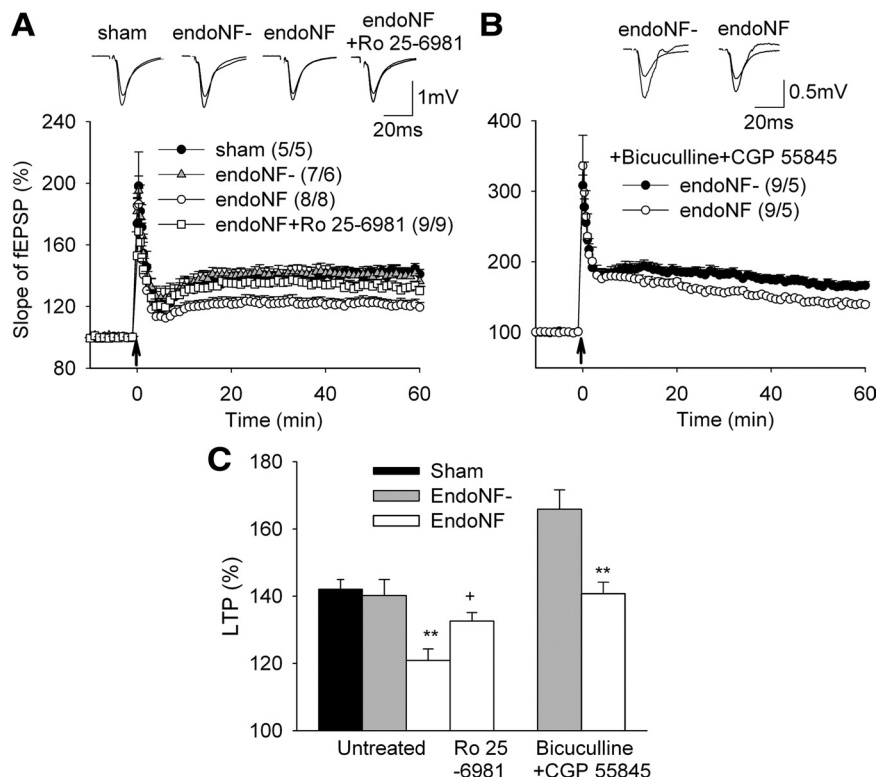 A
sham
endoNF-
endoNF
endoNF
+Ro 25-6981
1mV
20ms
240
200
160
120
80
Slope of fEPSP (%)
sham (5/5)
endoNF- (7/6)
endoNF (8/8)
endoNF+Ro 25-6981 (9/9)
0
20
40
60
Time (min)
B
endoNF-
endoNF
0.5mV
20ms
400
300
200
100
+Bicuculline+CGP 55845
endoNF- (9/5)
endoNF (9/5)
0
20
40
60
Time (min)
C
180
160
140
120
100
LTP (%)
Sham
EndoNF-
EndoNF
**
+
**
Untreated
Ro 25
-6981
Bicuculline
+CGP 55845